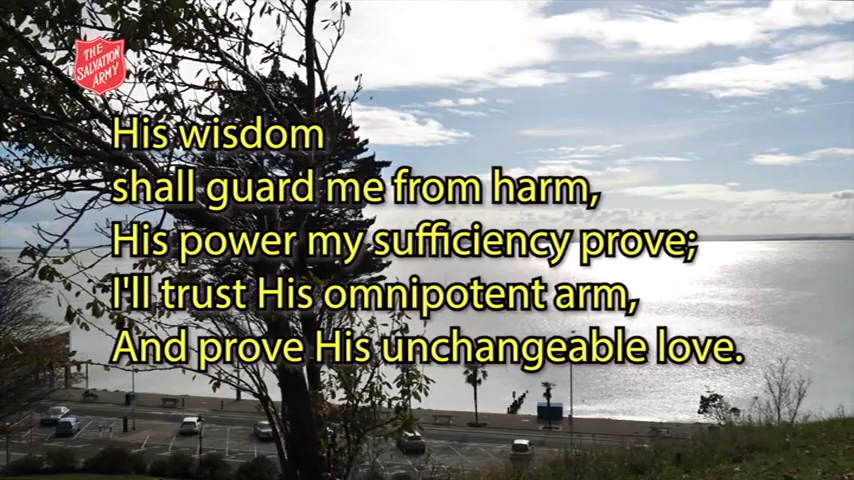 THE
SALVATION
ARMY
His wisdom
shall guard me from harm,
His power my sufficiency prove;
I'll trust His omnipotent arm,
And prove His unchangeable love.